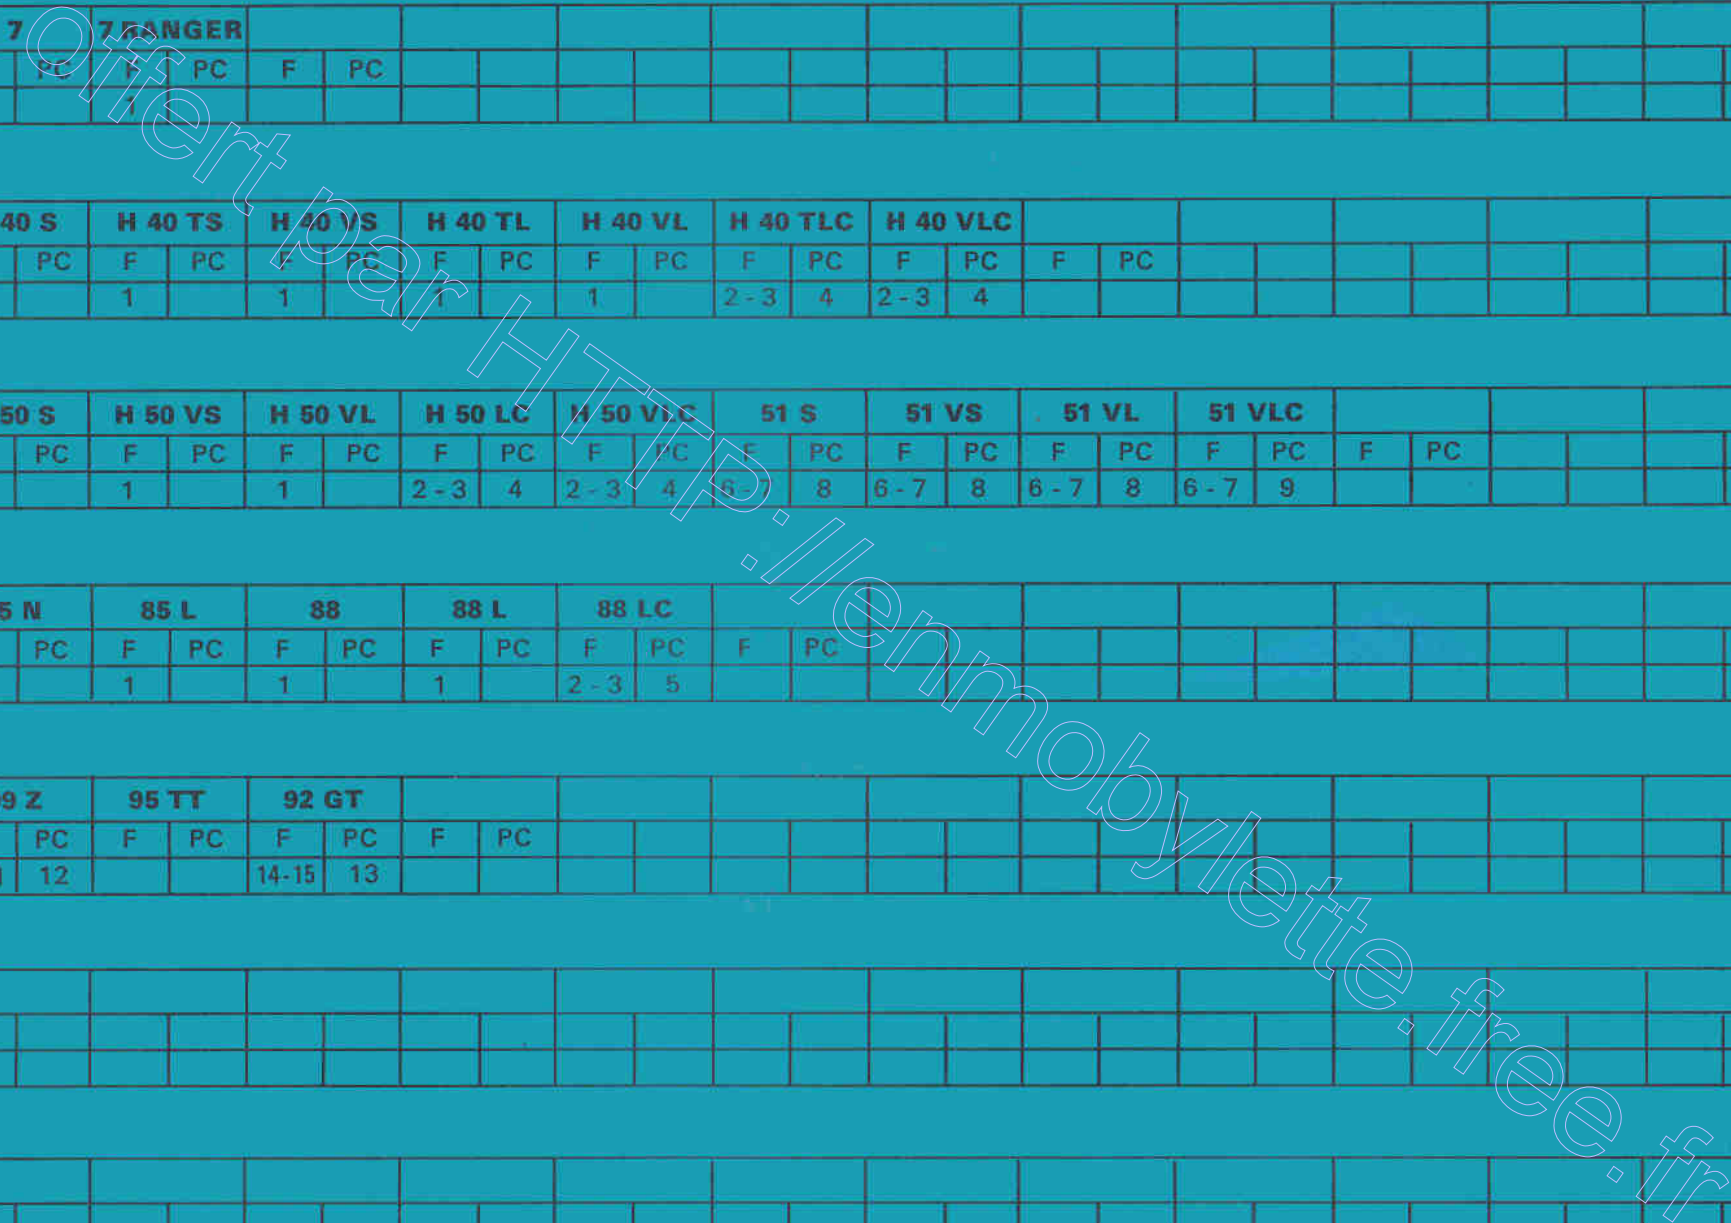 7 7 RANGER
PC F PC F PC
1
40 S H 40 TS H 40 VS H 40 TL H 40 VL H 40 TLC H 40 VLC
PC F PC F PC F PC F PC F PC F PC F PC
1 1 1 1 2 - 3 4 2 - 3 4
50 S H 50 VS H 50 VL H 50 LC H 50 VLC 51 S 51 VS 51 VL 51 VLC
PC F PC F PC F PC F PC F PC F PC F PC F PC F PC
1 1 2 - 3 4 2 - 3 4 6 - 7 8 6 - 7 8 6 - 7 8 6 - 7 9
5 N 85 L 88 88 L 88 LC
PC F PC F PC F PC F PC F PC
1 1 1 2 - 3 5
9 Z 95 TT 92 GT
PC F PC F PC F PC
12 14-15 13
Offert par HTTP://enmobylette.free.fr